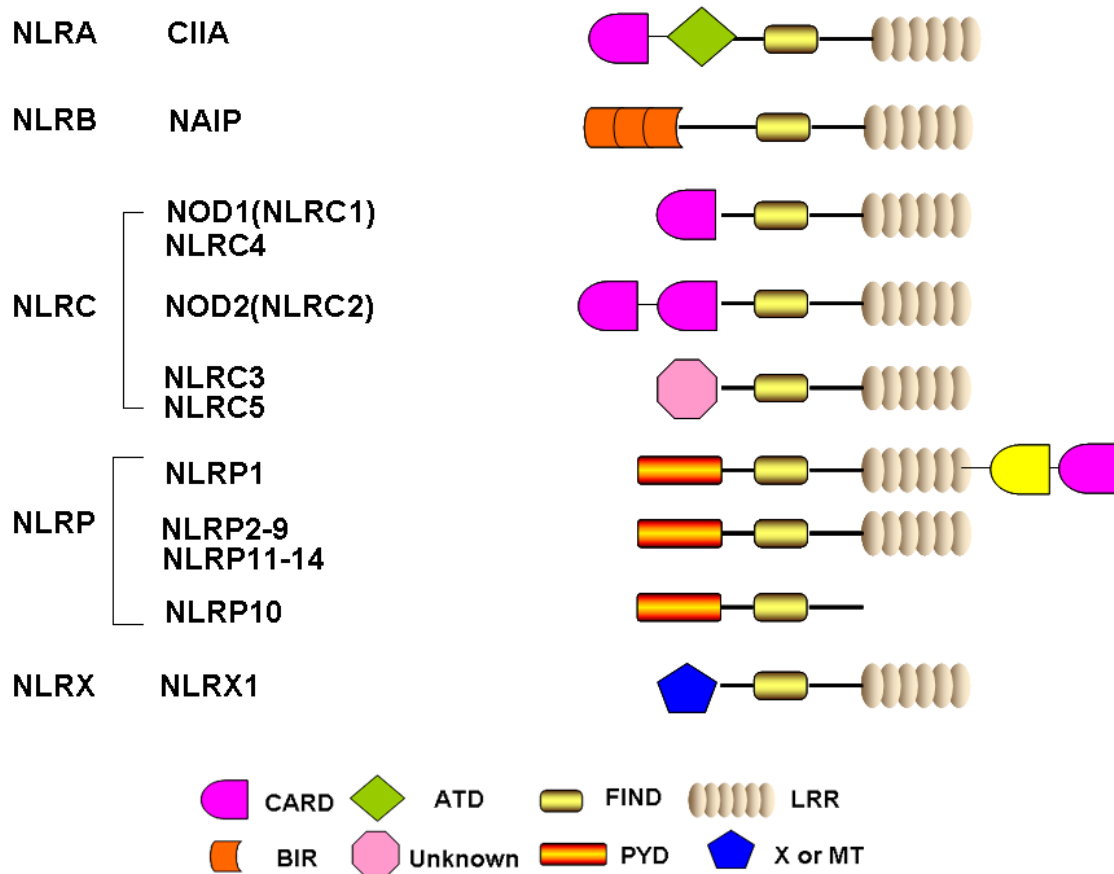 NLRA CIIA
NLRB NAIP
NOD1(NLRC1)
NLRC4
NLRC NOD2(NLRC2)
NLRC3
NLRC5
NLRP1
NLRP NLRP2-9
NLRP11-14
NLRP10
NLRX NLRX1
CARD ATD FIND LRR
BIR Unknown PYD X or MT